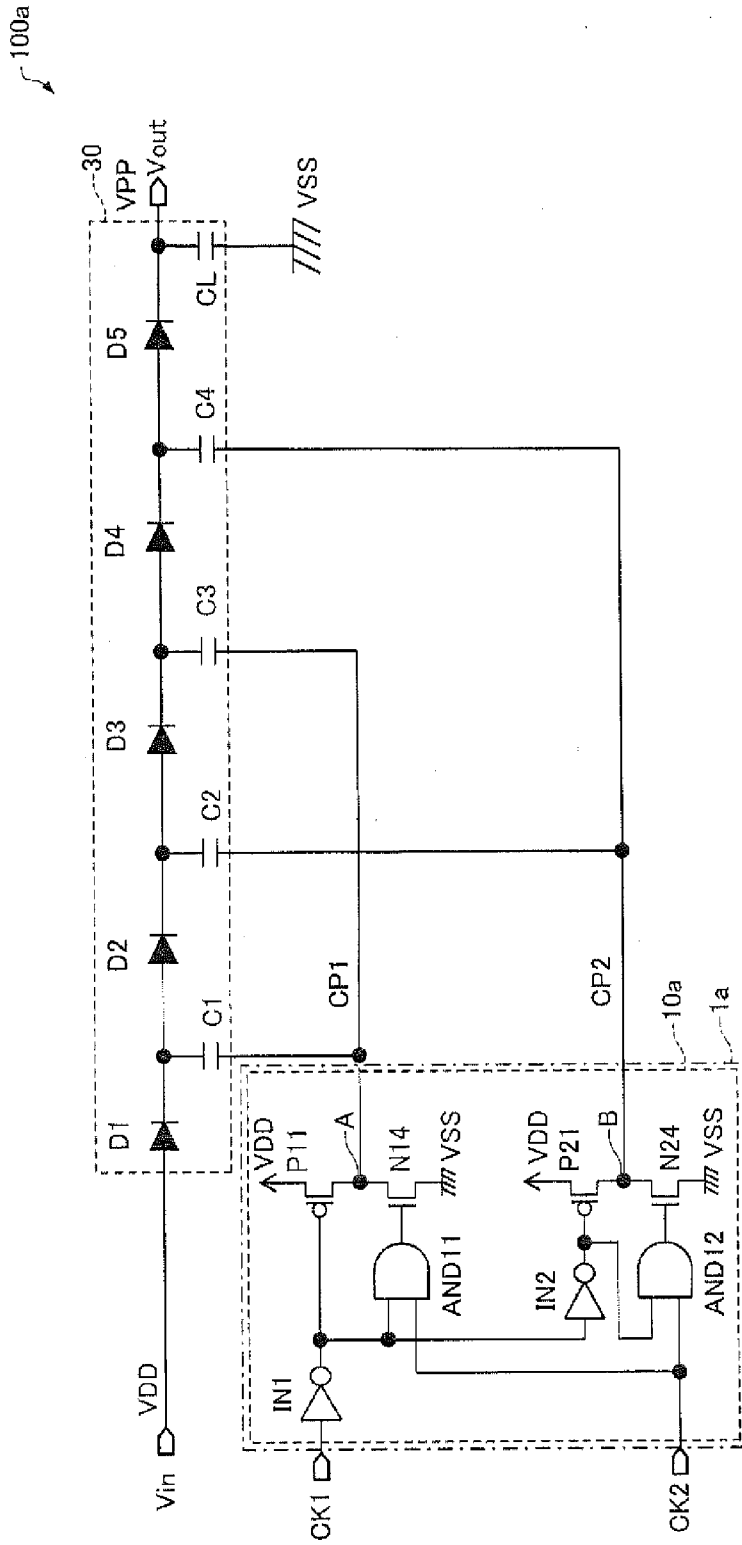 100a
30
VPP
Vout
D1
D2
D3
D4
D5
C1
C2
C3
C4
CL
VSS
Vin
VDD
CP1
CP2
10a
1a
VDD
P11
A
N14
VSS
AND11
IN1
CK1
VDD
P21
B
N24
VSS
AND12
IN2
CK2